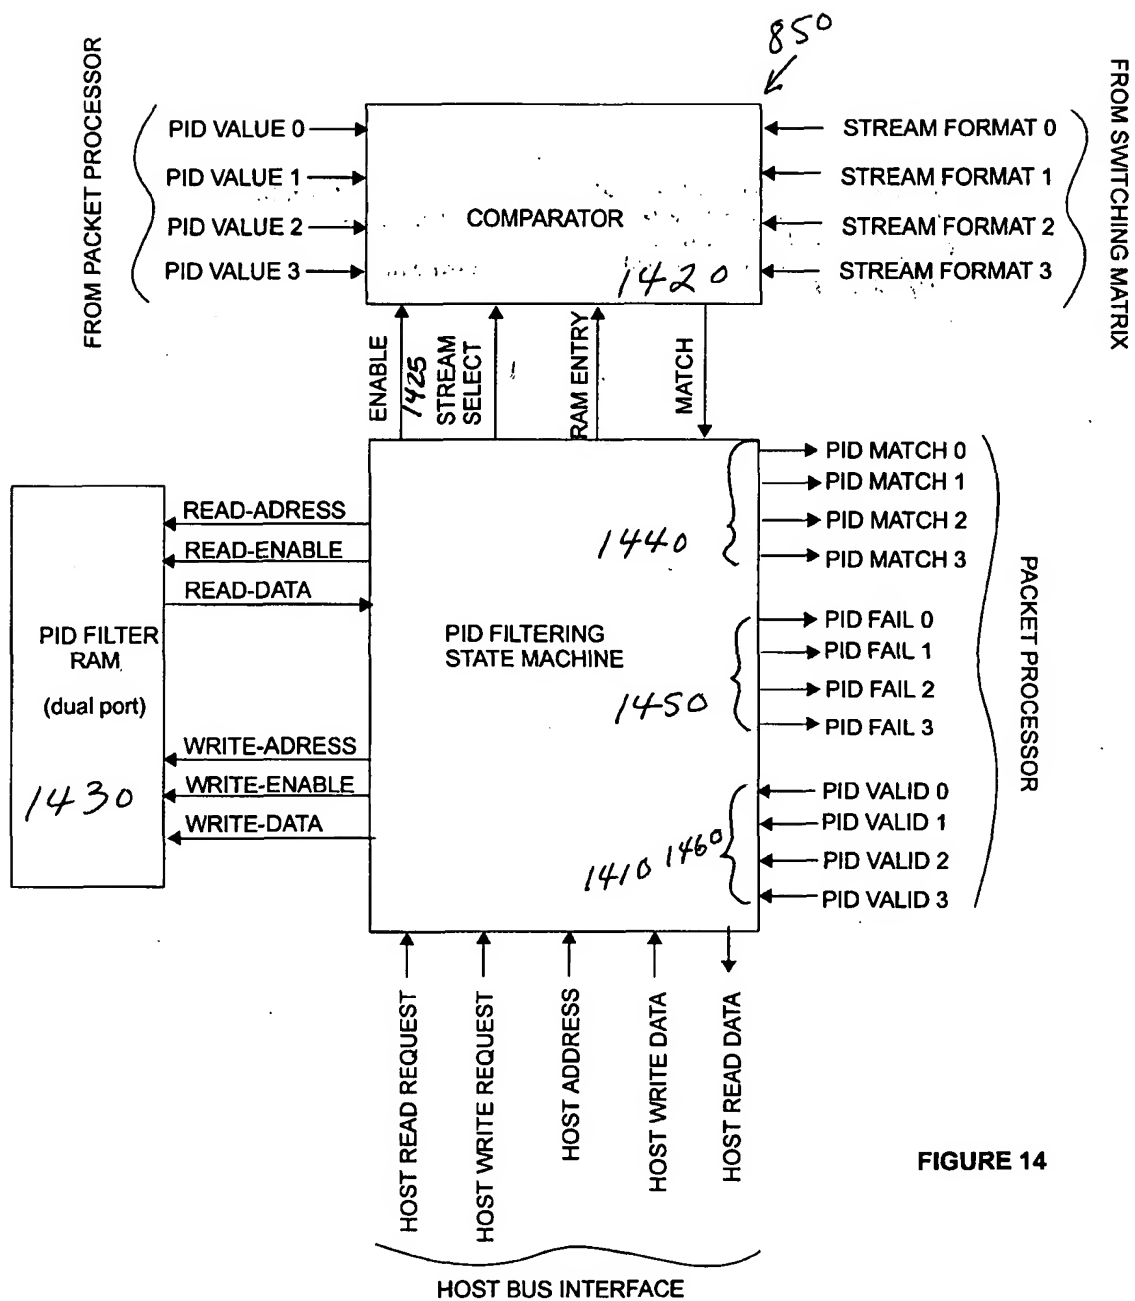 850
FROM PACKET PROCESSOR
PID VALUE 0
PID VALUE 1
PID VALUE 2
PID VALUE 3
COMPARATOR
1420
STREAM FORMAT 0
STREAM FORMAT 1
STREAM FORMAT 2
STREAM FORMAT 3
FROM SWITCHING MATRIX
ENABLE
1425
STREAM
SELECT
RAM ENTRY
MATCH
READ-ADRESS
READ-ENABLE
READ-DATA
PID FILTER
RAM
(dual port)
1430
WRITE-ADRESS
WRITE-ENABLE
WRITE-DATA
PID FILTERING
STATE MACHINE
1440
1450
1410 1460
PID MATCH 0
PID MATCH 1
PID MATCH 2
PID MATCH 3
PID FAIL 0
PID FAIL 1
PID FAIL 2
PID FAIL 3
PID VALID 0
PID VALID 1
PID VALID 2
PID VALID 3
PACKET PROCESSOR
HOST READ REQUEST
HOST WRITE REQUEST
HOST ADDRESS
HOST WRITE DATA
HOST READ DATA
HOST BUS INTERFACE
FIGURE 14